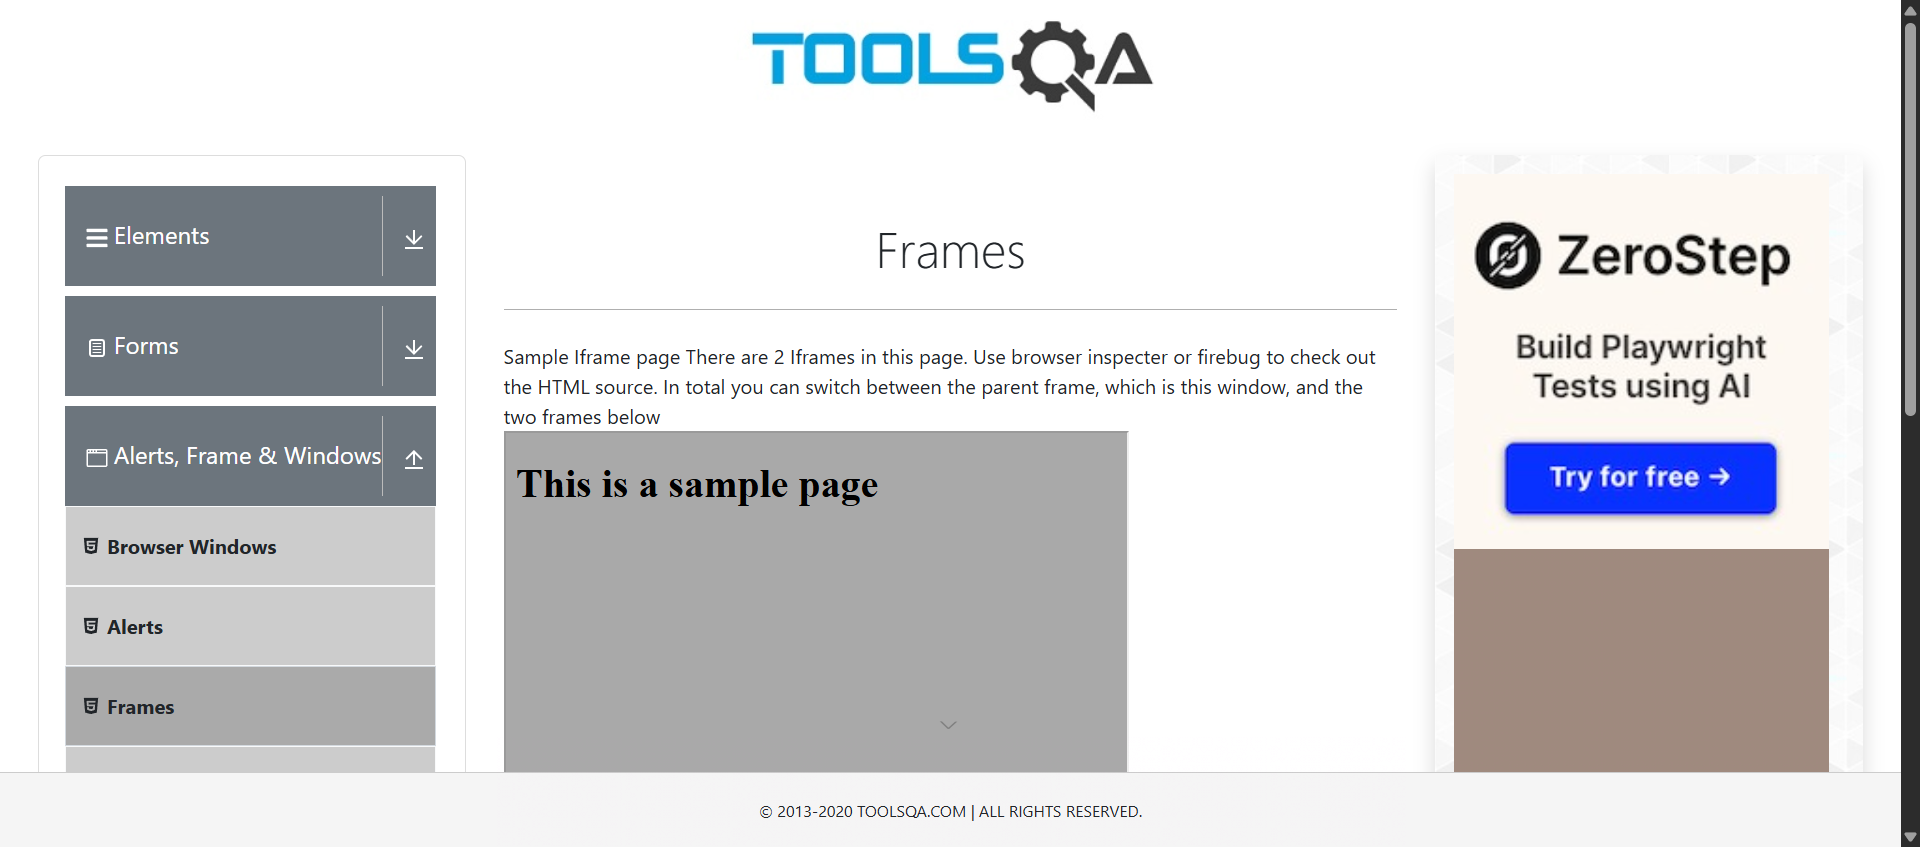 TOOLSQA
Elements
Forms
Alerts, Frame & Windows
Browser Windows
Alerts
Frames
Frames
Sample Iframe page There are 2 Iframes in this page. Use browser inspecter or firebug to check out
the HTML source. In total you can switch between the parent frame, which is this window, and the
two frames below
This is a sample page
ZeroStep
Build Playwright
Tests using AI
Try for free →
© 2013-2020 TOOLSQA.COM | ALL RIGHTS RESERVED.